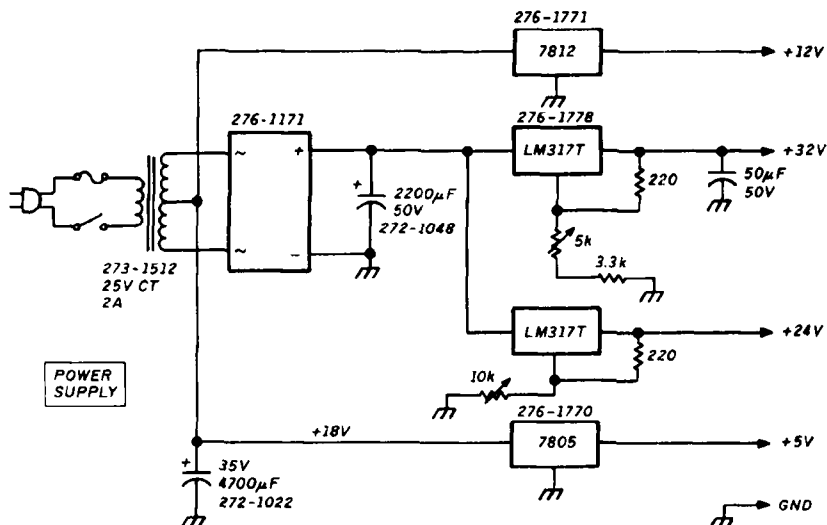 276-1771
7812
+12V
276-1171
276-1778
~
+
LM317T
+32V
+
2200μF
50V
272-1048
220
50μF
50V
~
−
5k
3.3k
273-1512
25V CT
2A
LM317T
+24V
220
10k
POWER
SUPPLY
276-1770
+18V
7805
+5V
+
35V
4700μF
272-1022
GND